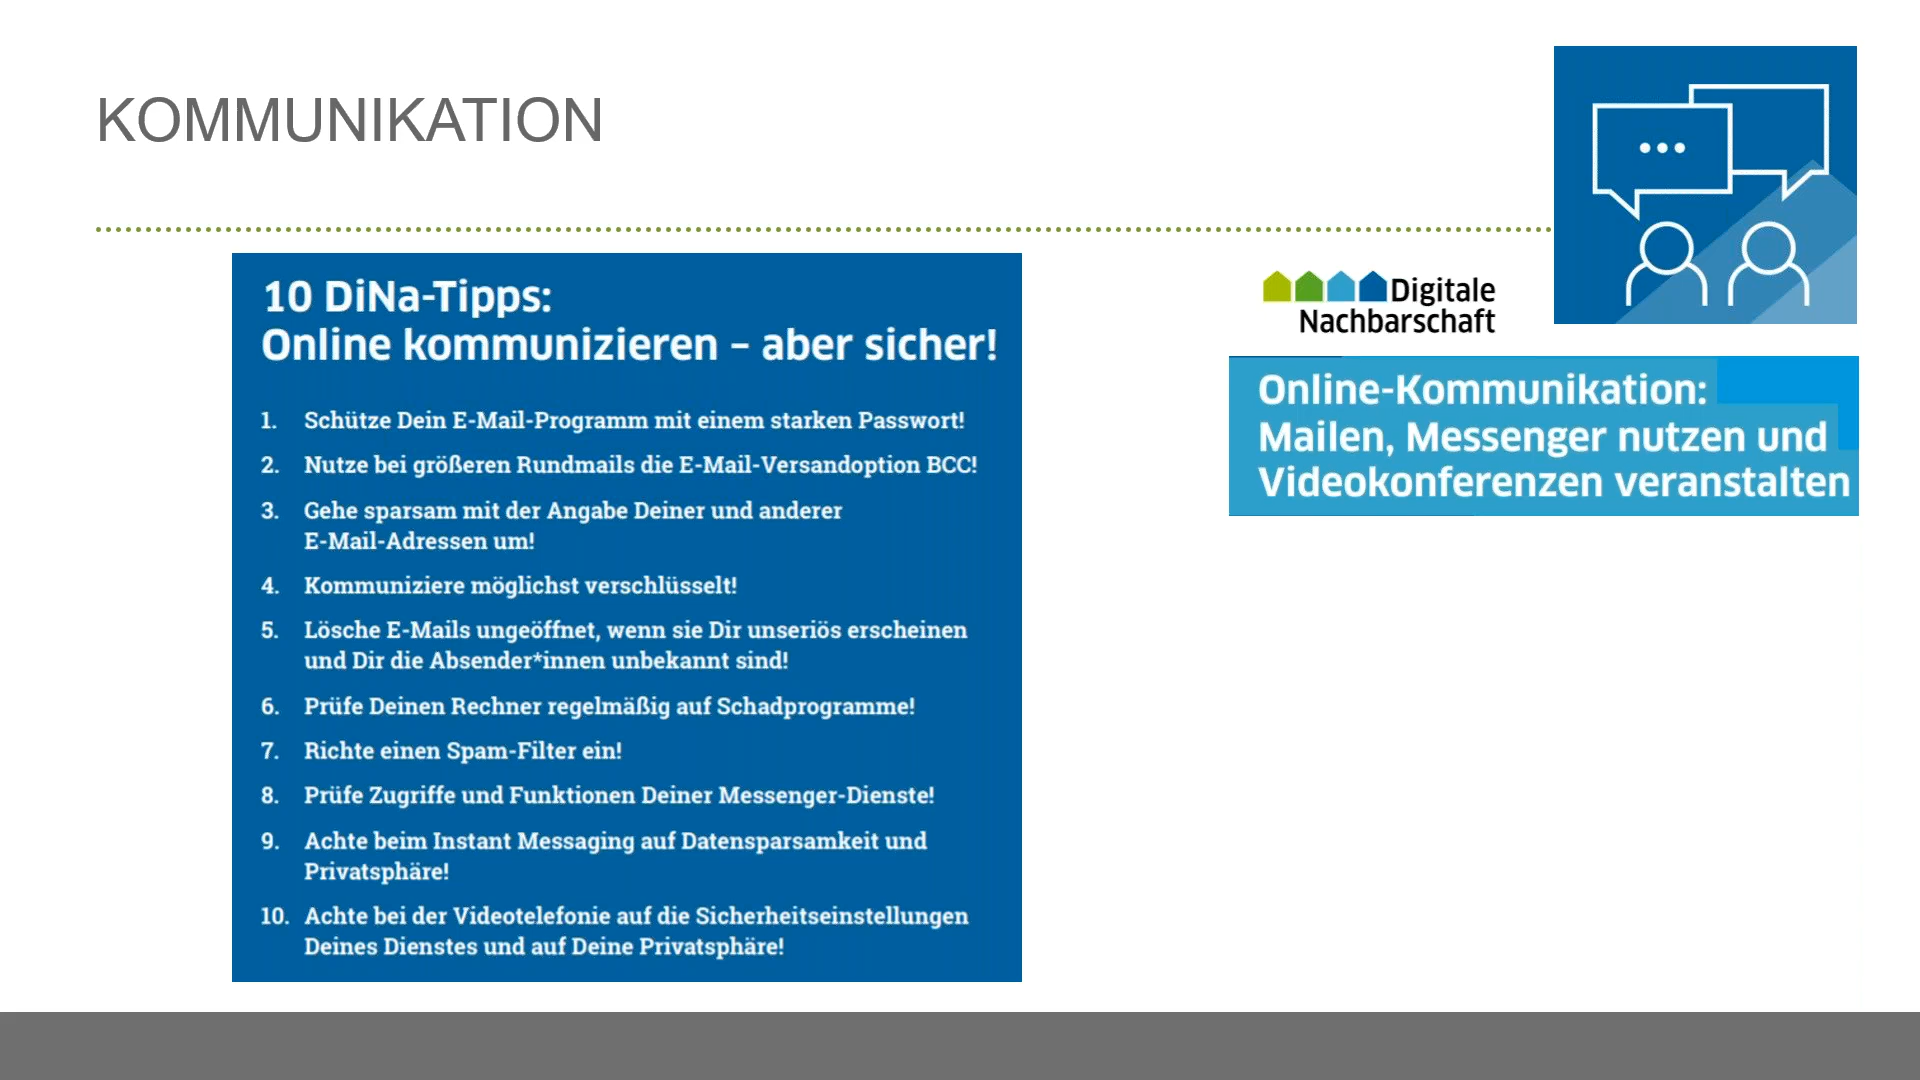 KOMMUNIKATION
10 DiNa-Tipps:
Online kommunizieren – aber sicher!
1. Schütze Dein E-Mail-Programm mit einem starken Passwort!
2. Nutze bei größeren Rundmails die E-Mail-Versandoption BCC!
3. Gehe sparsam mit der Angabe Deiner und anderer
E-Mail-Adressen um!
4. Kommuniziere möglichst verschlüsselt!
5. Lösche E-Mails ungeöffnet, wenn sie Dir unseriös erscheinen
und Dir die Absender*innen unbekannt sind!
6. Prüfe Deinen Rechner regelmäßig auf Schadprogramme!
7. Richte einen Spam-Filter ein!
8. Prüfe Zugriffe und Funktionen Deiner Messenger-Dienste!
9. Achte beim Instant Messaging auf Datensparsamkeit und
Privatsphäre!
10. Achte bei der Videotelefonie auf die Sicherheitseinstellungen
Deines Dienstes und auf Deine Privatsphäre!
Digitale
Nachbarschaft
Online-Kommunikation:
Mailen, Messenger nutzen und
Videokonferenzen veranstalten